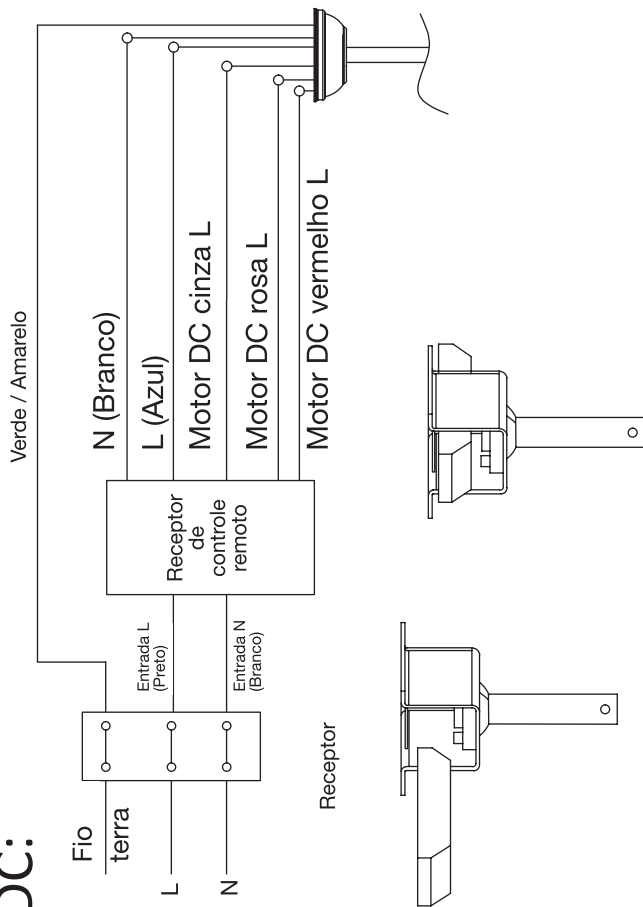 DC:
Fio
terra
L
N
Verde / Amarelo
Entrada L
(Preto)
Entrada N
(Branco)
Receptor
de
controle
remoto
N (Branco)
L (Azul)
Motor DC cinza L
Motor DC rosa L
Motor DC vermelho L
Receptor